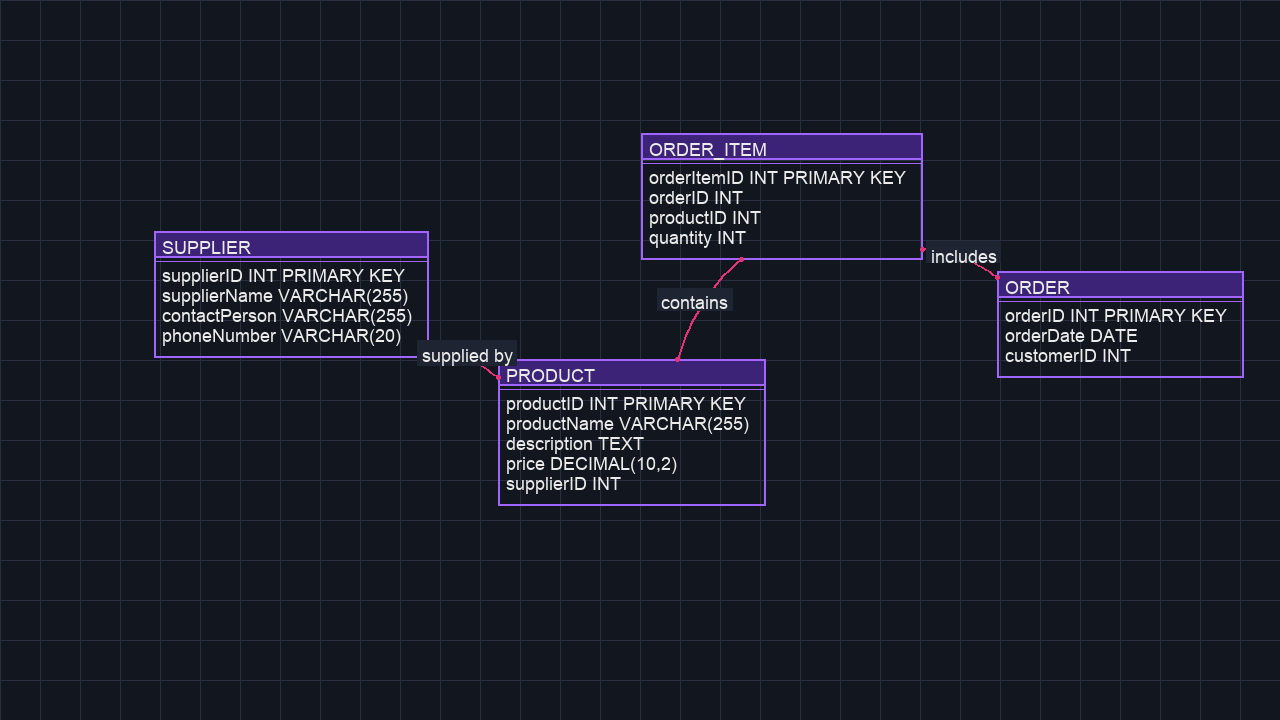 ORDER_ITEM
orderItemID INT PRIMARY KEY
orderID INT
productID INT
quantity INT
SUPPLIER
supplierID INT PRIMARY KEY
supplierName VARCHAR(255)
contactPerson VARCHAR(255)
phoneNumber VARCHAR(20)
includes
ORDER
orderID INT PRIMARY KEY
orderDate DATE
customerID INT
contains
supplied by
PRODUCT
productID INT PRIMARY KEY
productName VARCHAR(255)
description TEXT
price DECIMAL(10,2)
supplierID INT